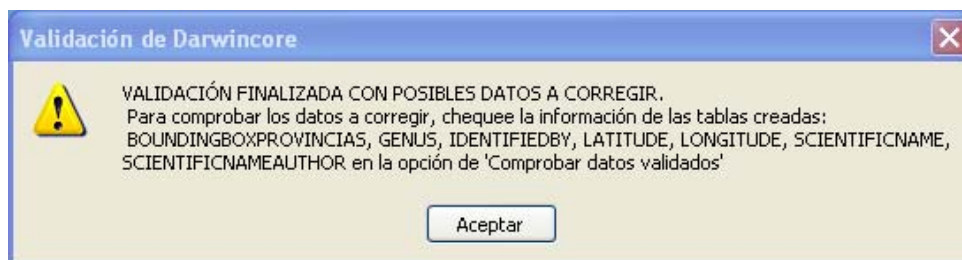 Validación de Darwincore
VALIDACIÓN FINALIZADA CON POSIBLES DATOS A CORREGIR.
Para comprobar los datos a corregir, chequee la información de las tablas creadas:
BOUNDINGBOXPROVINCIAS, GENUS, IDENTIFIEDBY, LATITUDE, LONGITUDE, SCIENTIFICNAME,
SCIENTIFICNAMEAUTHOR en la opción de 'Comprobar datos validados'
Aceptar